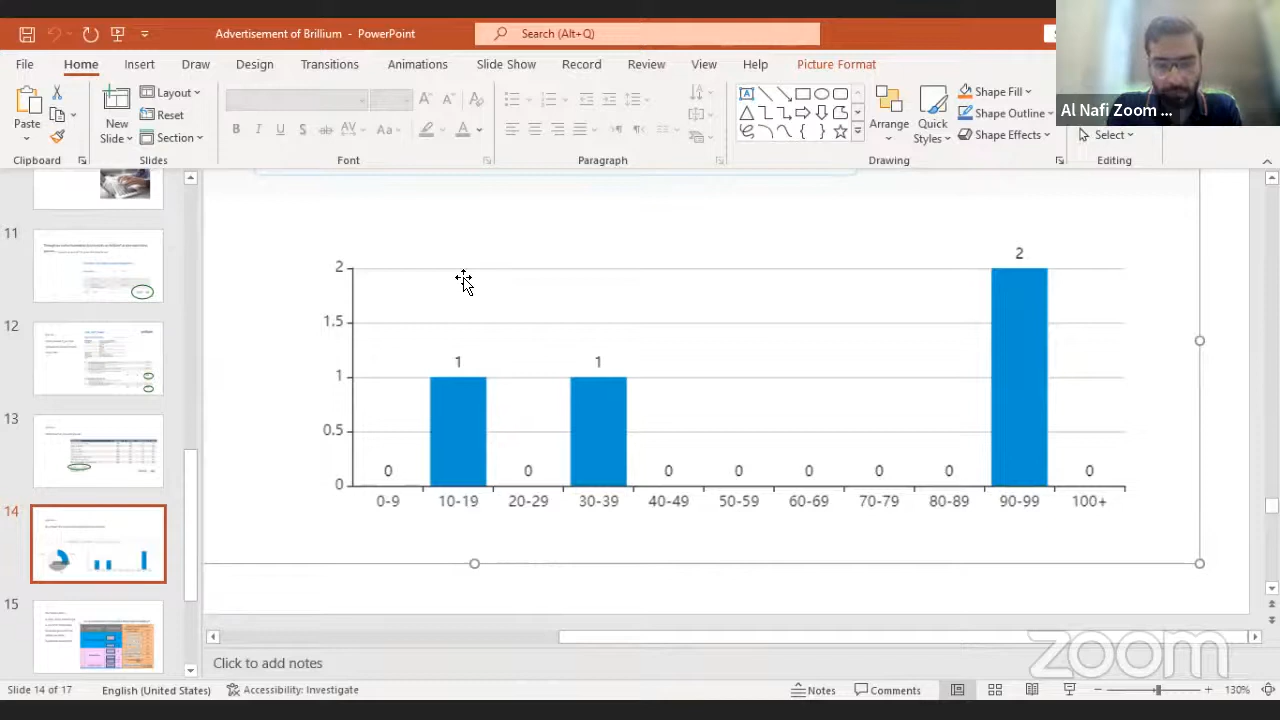 Advertisement of Brillium - PowerPoint
Search (Alt+Q)
File Home Insert Draw Design Transitions Animations Slide Show Record Review View Help Picture Format
Al Nafi Zoom ...
Paste
New
Slide
Layout
Reset
Section
Arrange
Quick
Styles
Shape Fill
Shape Outline
Shape Effects
Select
Clipboard Slides Font Paragraph Drawing Editing
11
12
13
14
15
2
1.5
1
0.5
0
0 1 0 1 0 0 0 0 0 2 0
0-9 10-19 20-29 30-39 40-49 50-59 60-69 70-79 80-89 90-99 100+
zoom
Click to add notes
Slide 14 of 17 English (United States) Accessibility: Investigate Notes Comments 130%